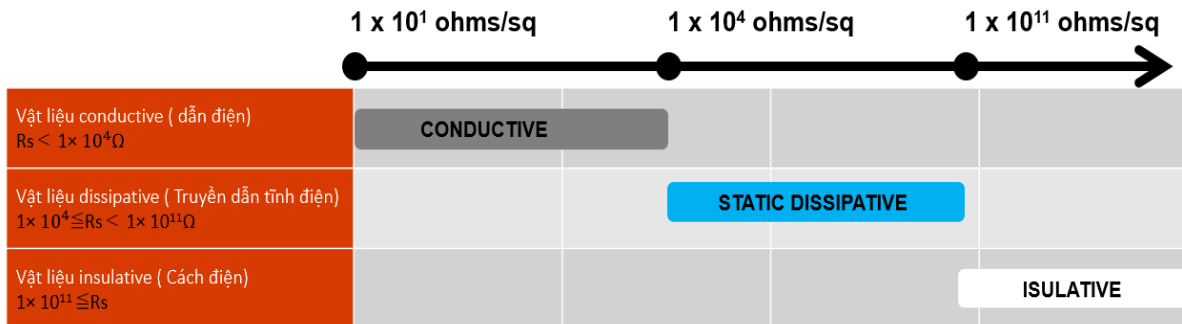 1 x 10¹ ohms/sq 1 x 10⁴ ohms/sq 1 x 10¹¹ ohms/sq
Vật liệu conductive ( dẫn điện)
Rs < 1× 10⁴Ω
CONDUCTIVE
Vật liệu dissipative ( Truyền dẫn tĩnh điện)
1× 10⁴≦Rs < 1× 10¹¹Ω
STATIC DISSIPATIVE
Vật liệu insulative ( Cách điện)
1× 10¹¹ ≦Rs
ISULATIVE